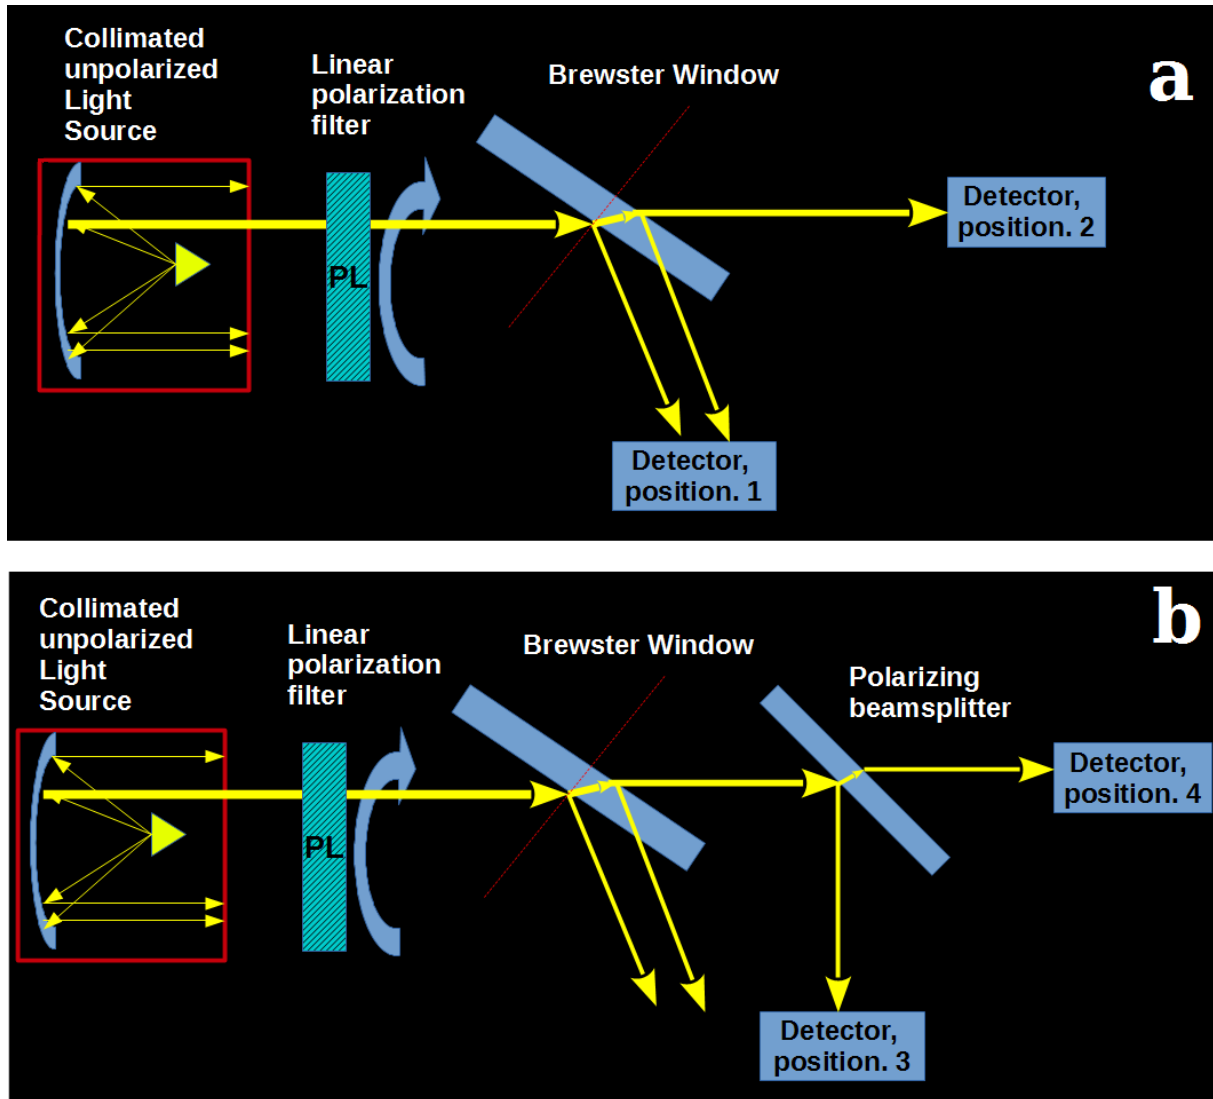 Collimated
unpolarized
Light
Source
Linear
polarization
filter
Brewster Window
a
PL
Detector,
position. 2
Detector,
position. 1
Collimated
unpolarized
Light
Source
Linear
polarization
filter
Brewster Window
b
Polarizing
beamsplitter
PL
Detector,
position. 4
Detector,
position. 3